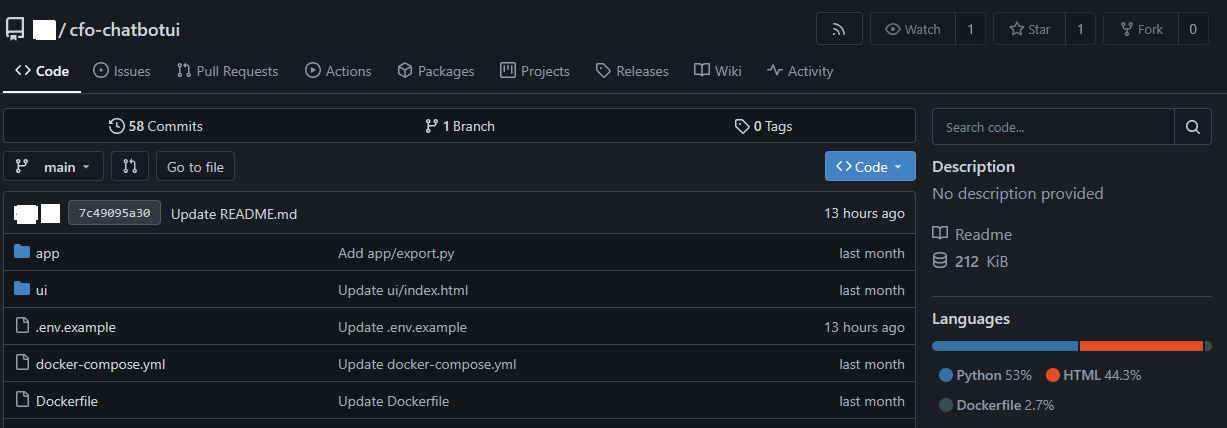 / cfo-chatbotui
Watch 1 Star 1 Fork 0
Code Issues Pull Requests Actions Packages Projects Releases Wiki Activity
58 Commits 1 Branch 0 Tags
Search code...
main Go to file Code
Description
No description provided
7c49095a30 Update README.md 13 hours ago
Readme
app Add app/export.py last month
212 KiB
ui Update ui/index.html last month
Languages
.env.example Update .env.example 13 hours ago
docker-compose.yml Update docker-compose.yml last month
Python 53% HTML 44.3%
Dockerfile Update Dockerfile last month
Dockerfile 2.7%